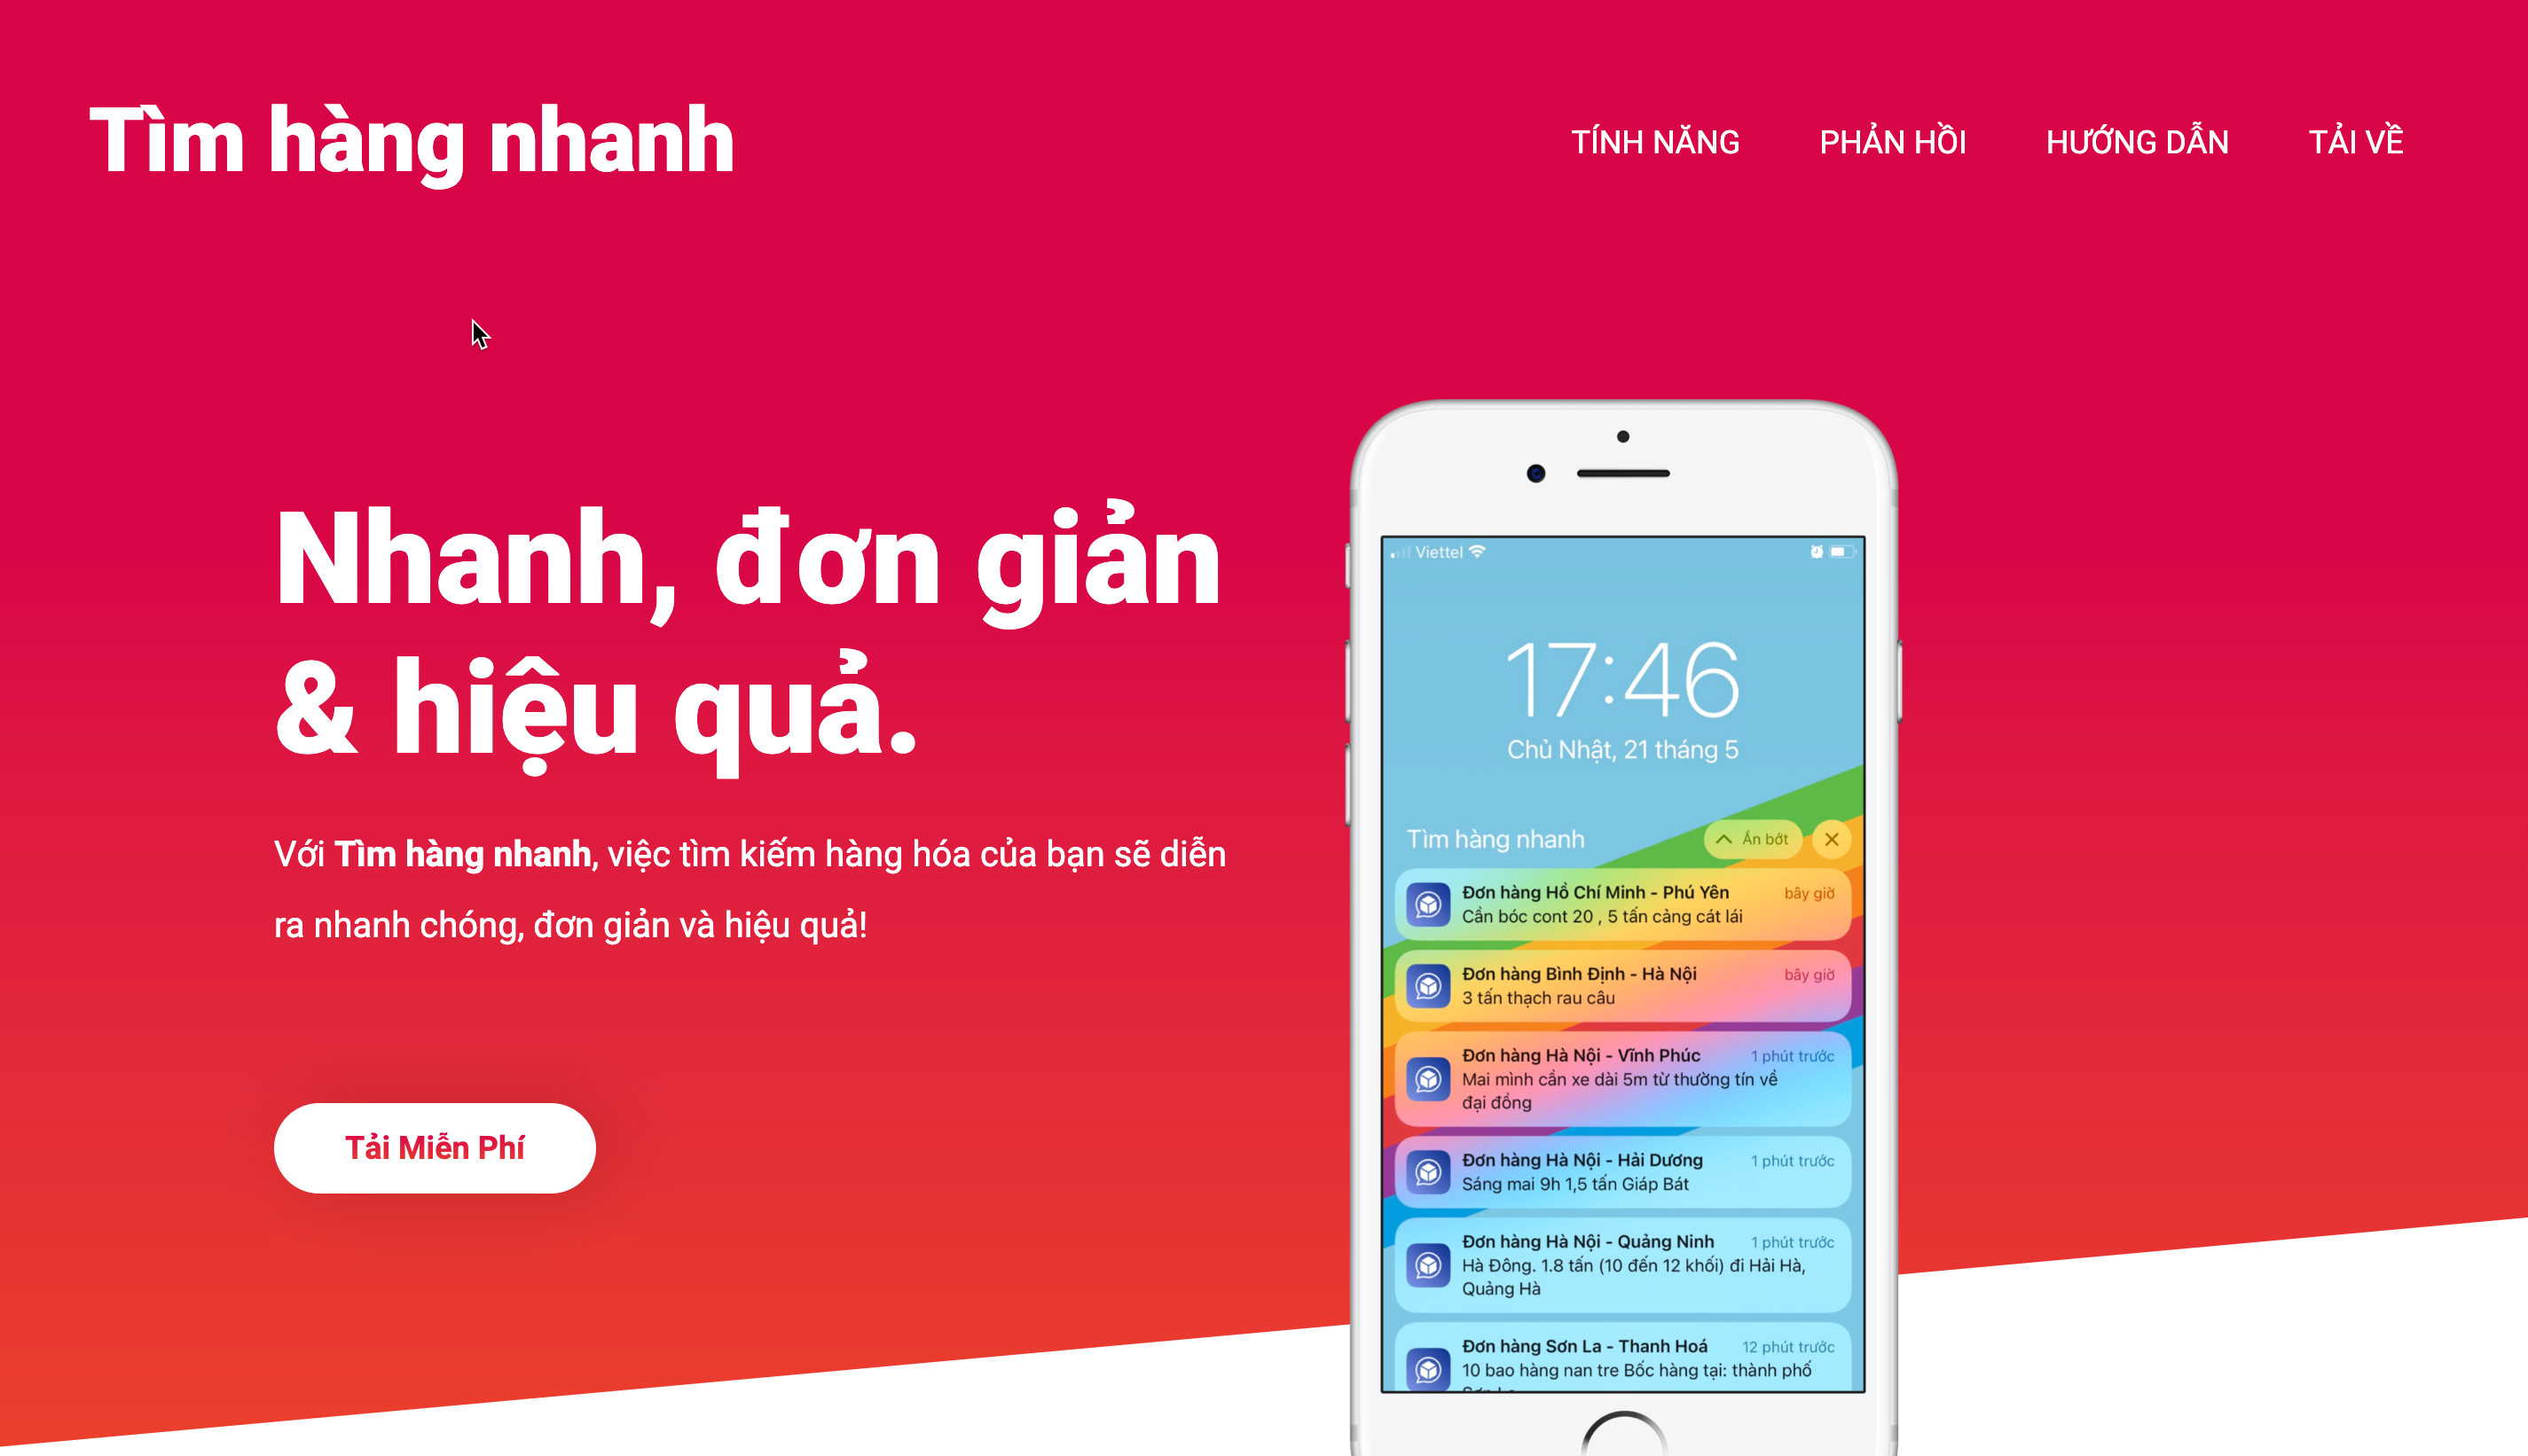 Tìm hàng nhanh
TÍNH NĂNG
PHẢN HỒI
HƯỚNG DẪN
TẢI VỀ
Nhanh, đơn giản
& hiệu quả.
Với Tìm hàng nhanh, việc tìm kiếm hàng hóa của bạn sẽ diễn
ra nhanh chóng, đơn giản và hiệu quả!
Tải Miễn Phí
Viettel
17:46
Chủ Nhật, 21 tháng 5
Tìm hàng nhanh
Ẩn bớt
Đơn hàng Hồ Chí Minh - Phú Yên
bây giờ
Cần bóc cont 20 , 5 tấn cảng cát lái
Đơn hàng Bình Định - Hà Nội
bây giờ
3 tấn thạch rau câu
Đơn hàng Hà Nội - Vĩnh Phúc
1 phút trước
Mai mình cần xe dài 5m từ thường tín về
đại đồng
Đơn hàng Hà Nội - Hải Dương
1 phút trước
Sáng mai 9h 1,5 tấn Giáp Bát
Đơn hàng Hà Nội - Quảng Ninh
1 phút trước
Hà Đông. 1.8 tấn (10 đến 12 khối) đi Hải Hà,
Quảng Hà
Đơn hàng Sơn La - Thanh Hoá
12 phút trước
10 bao hàng nan tre Bốc hàng tại: thành phố